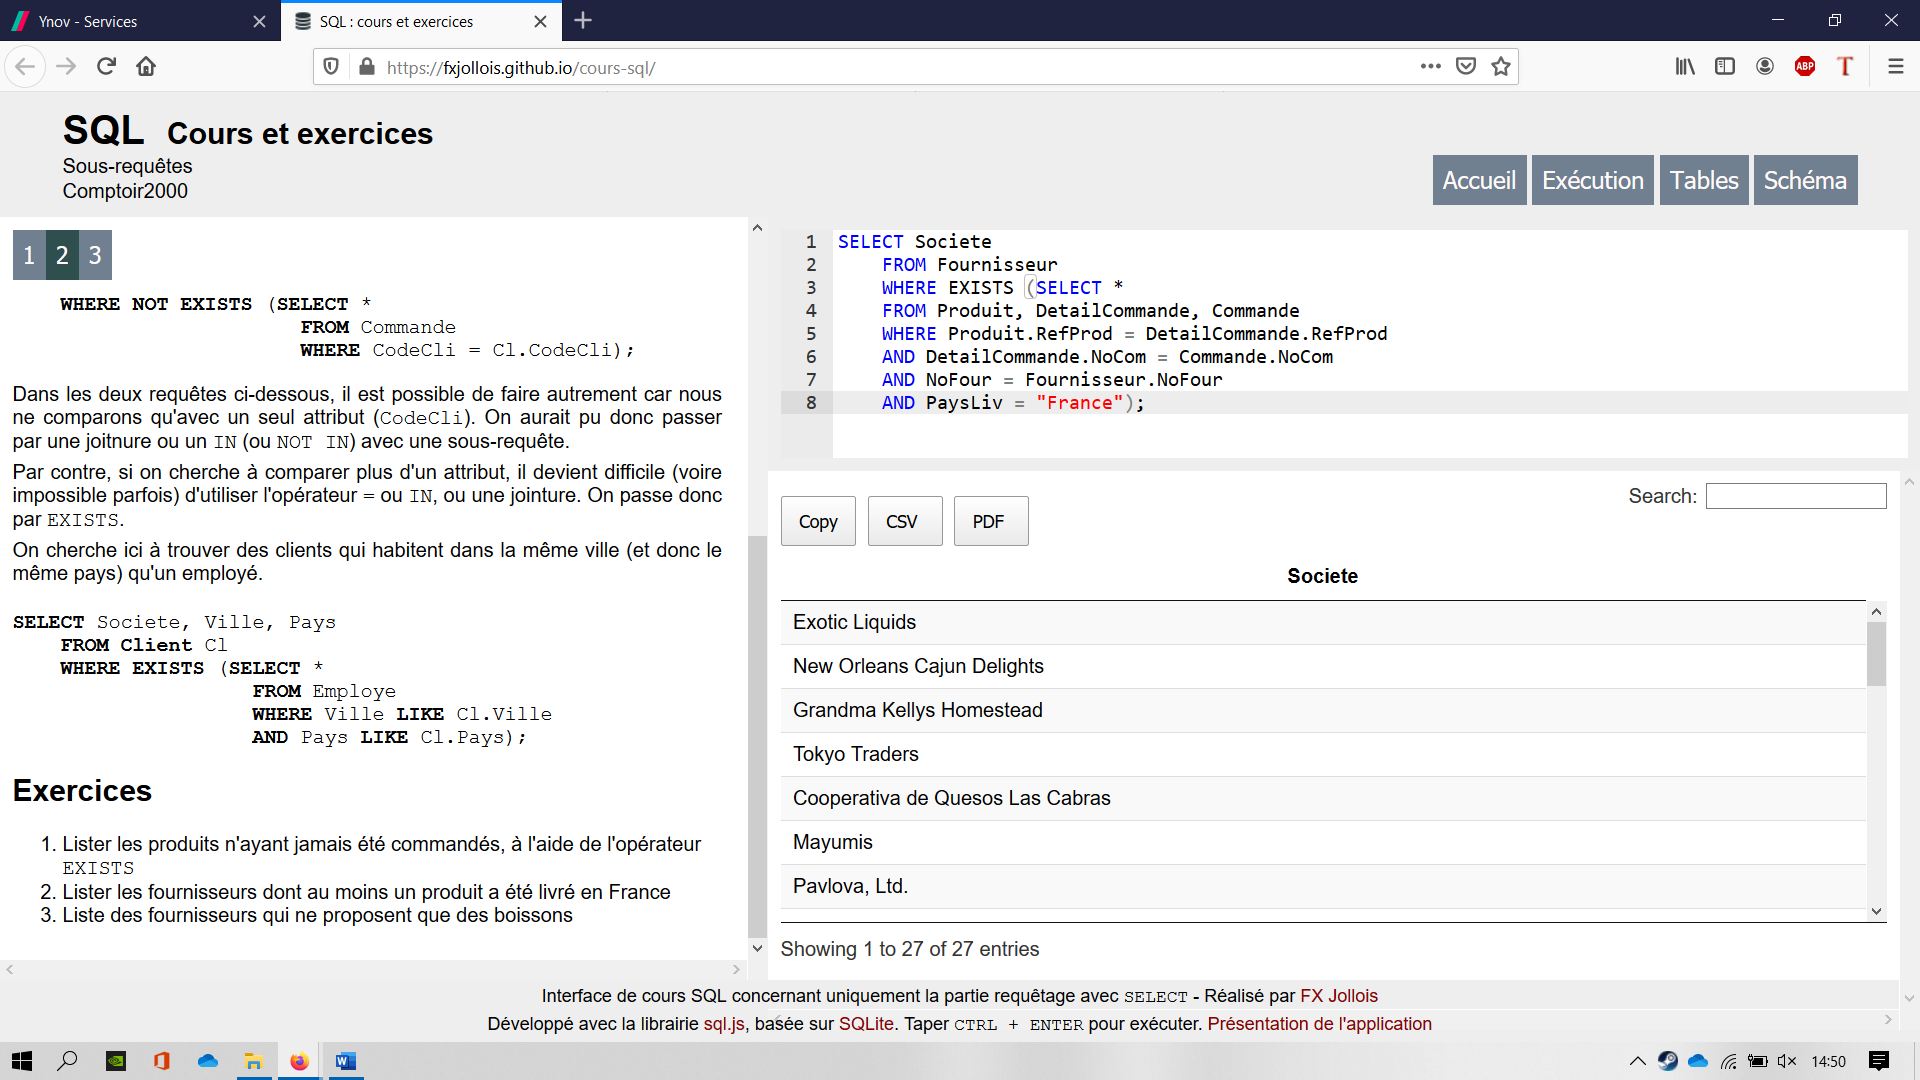 Ynov - Services
SQL : cours et exercices
https://fxjollois.github.io/cours-sql/
ABP
T
SQL Cours et exercices
Sous-requêtes
Comptoir2000
Accueil Exécution Tables Schéma
1 2 3
WHERE NOT EXISTS (SELECT *
FROM Commande
WHERE CodeCli = Cl.CodeCli);
Dans les deux requêtes ci-dessous, il est possible de faire autrement car nous
ne comparons qu'avec un seul attribut (CodeCli). On aurait pu donc passer
par une joitnure ou un IN (ou NOT IN) avec une sous-requête.
Par contre, si on cherche à comparer plus d'un attribut, il devient difficile (voire
impossible parfois) d'utiliser l'opérateur = ou IN, ou une jointure. On passe donc
par EXISTS.
On cherche ici à trouver des clients qui habitent dans la même ville (et donc le
même pays) qu'un employé.
SELECT Societe, Ville, Pays
FROM Client Cl
WHERE EXISTS (SELECT *
FROM Employe
WHERE Ville LIKE Cl.Ville
AND Pays LIKE Cl.Pays);
Exercices
1. Lister les produits n'ayant jamais été commandés, à l'aide de l'opérateur
EXISTS
2. Lister les fournisseurs dont au moins un produit a été livré en France
3. Liste des fournisseurs qui ne proposent que des boissons
1 SELECT Societe
2 FROM Fournisseur
3 WHERE EXISTS (SELECT *
4 FROM Produit, DetailCommande, Commande
5 WHERE Produit.RefProd = DetailCommande.RefProd
6 AND DetailCommande.NoCom = Commande.NoCom
7 AND NoFour = Fournisseur.NoFour
8 AND PaysLiv = "France");
Copy CSV PDF
Search:
Societe
Exotic Liquids
New Orleans Cajun Delights
Grandma Kellys Homestead
Tokyo Traders
Cooperativa de Quesos Las Cabras
Mayumis
Pavlova, Ltd.
Showing 1 to 27 of 27 entries
Interface de cours SQL concernant uniquement la partie requêtage avec SELECT - Réalisé par FX Jollois
Développé avec la librairie sql.js, basée sur SQLite. Taper CTRL + ENTER pour exécuter. Présentation de l'application
W
14:50